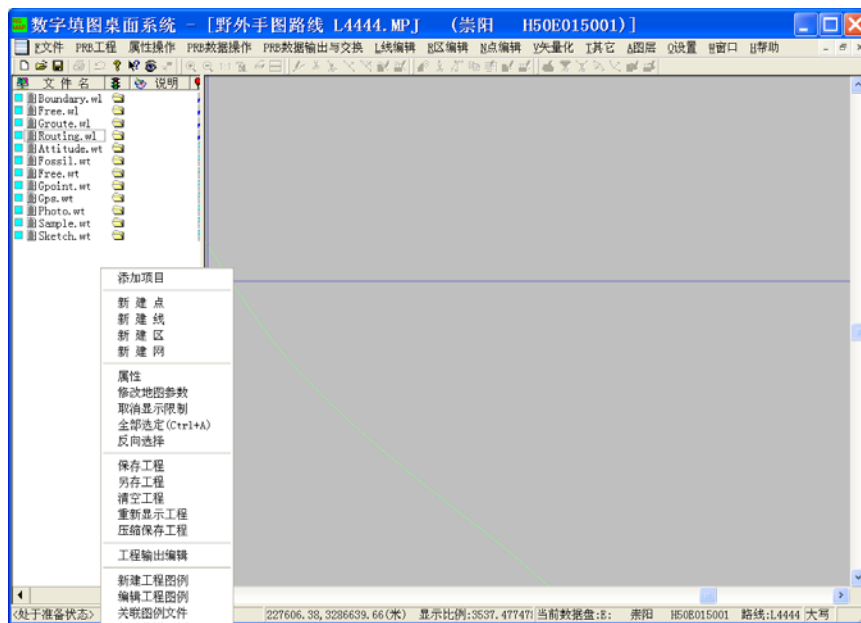 数字填图桌面系统 - [野外手图路线 L4444.MPJ (崇阳 H50E015001)]
F文件 PRB工程 属性操作 PRB数据操作 PRB数据输出与交换 L线编辑 R区编辑 N点编辑 V矢量化 I其它 A图层 Q设置 W窗口 H帮助
文件名 说明
Boundary.wl
Free.wl
Groute.wl
Routing.wl
Attitude.wt
Fossil.wt
Free.wt
Gpoint.wt
Gps.wt
Photo.wt
Sample.wt
Sketch.wt
添加项目
新 建 点
新 建 线
新 建 区
新 建 网
属性
修改地图参数
取消显示限制
全部选定(Ctrl+A)
反向选择
保存工程
另存工程
清空工程
重新显示工程
压缩保存工程
工程输出编辑
新建工程图例
编辑工程图例
关联图例文件
<处于准备状态> 227606.38,3286639.66(米) 显示比例:3537.47747 当前数据盘:E: 崇阳 H50E015001 路线:L4444 大写